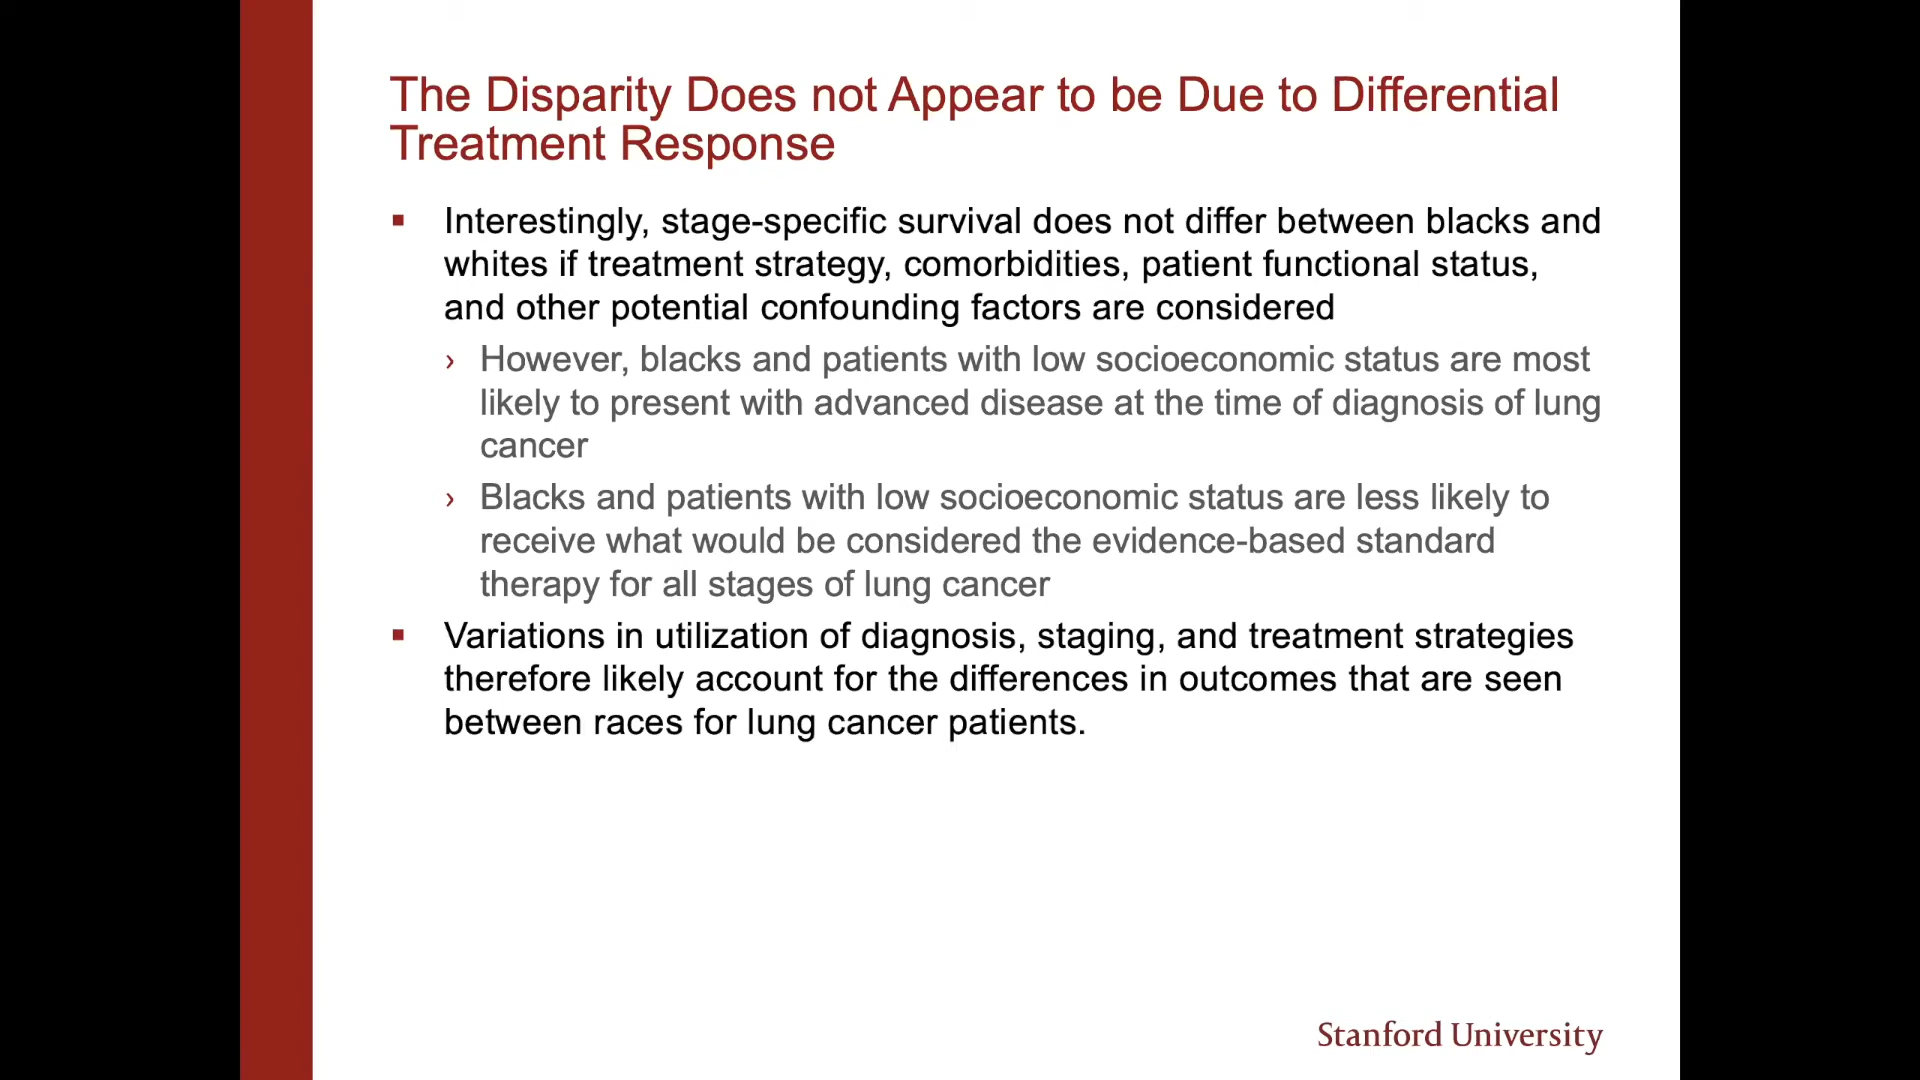 The Disparity Does not Appear to be Due to Differential
Treatment Response
▪ Interestingly, stage-specific survival does not differ between blacks and
whites if treatment strategy, comorbidities, patient functional status,
and other potential confounding factors are considered
› However, blacks and patients with low socioeconomic status are most
likely to present with advanced disease at the time of diagnosis of lung
cancer
› Blacks and patients with low socioeconomic status are less likely to
receive what would be considered the evidence-based standard
therapy for all stages of lung cancer
▪ Variations in utilization of diagnosis, staging, and treatment strategies
therefore likely account for the differences in outcomes that are seen
between races for lung cancer patients.
Stanford University